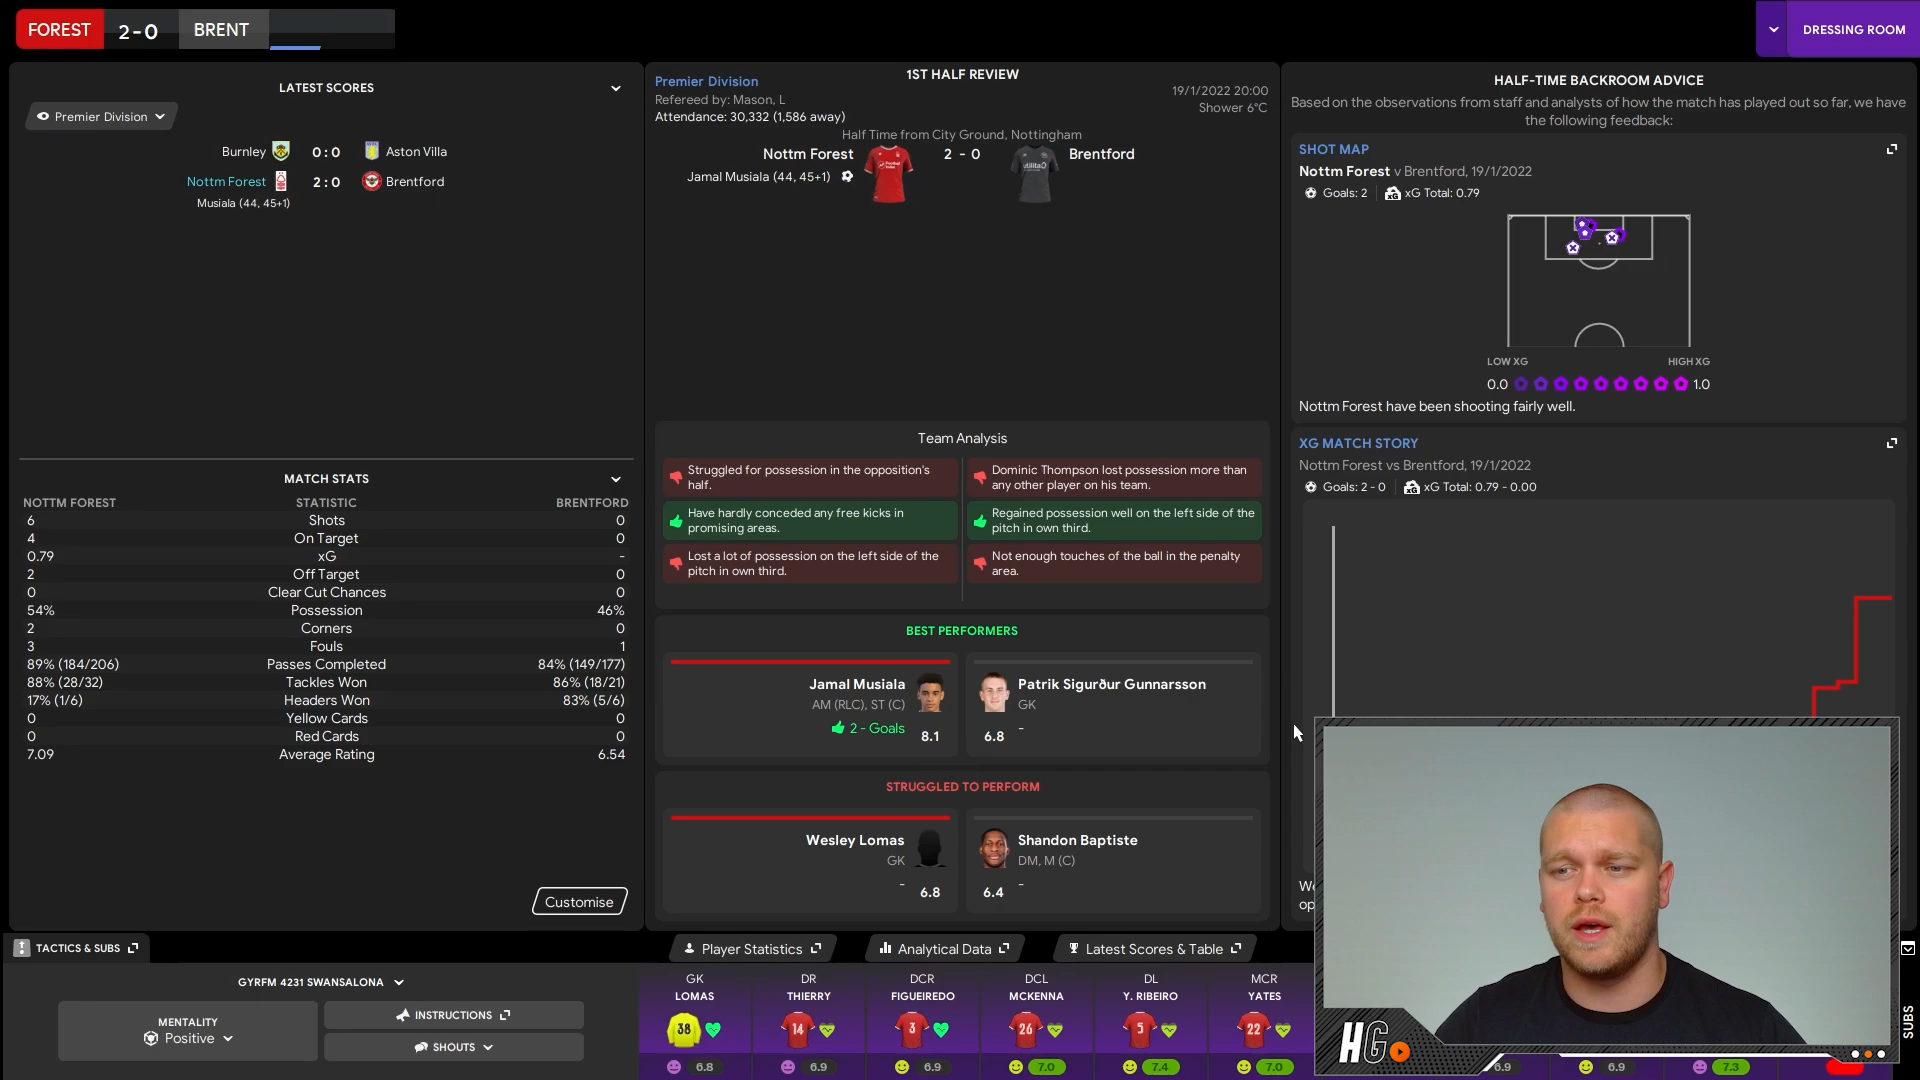 FOREST 2-0 BRENT
DRESSING ROOM
LATEST SCORES
Premier Division
Burnley 0:0 Aston Villa
Nottm Forest 2:0 Brentford
Musiala (44, 45+1)
MATCH STATS
NOTTM FOREST STATISTIC BRENTFORD
6 Shots 0
4 On Target 0
0.79 xG -
2 Off Target 0
0 Clear Cut Chances 0
54% Possession 46%
2 Corners 0
3 Fouls 1
89% (184/206) Passes Completed 84% (149/177)
88% (28/32) Tackles Won 86% (18/21)
17% (1/6) Headers Won 83% (5/6)
0 Yellow Cards 0
0 Red Cards 0
7.09 Average Rating 6.54
Customise
1ST HALF REVIEW
Premier Division
Refereed by: Mason, L
Attendance: 30,332 (1,586 away)
19/1/2022 20:00
Shower 6°C
Half Time from City Ground, Nottingham
Nottm Forest 2 - 0 Brentford
Jamal Musiala (44, 45+1)
Team Analysis
Struggled for possession in the opposition's
half.
Dominic Thompson lost possession more than
any other player on his team.
Have hardly conceded any free kicks in
promising areas.
Regained possession well on the left side of the
pitch in own third.
Lost a lot of possession on the left side of the
pitch in own third.
Not enough touches of the ball in the penalty
area.
BEST PERFORMERS
Jamal Musiala
AM (RLC), ST (C)
2 - Goals 8.1
Patrik Sigurður Gunnarsson
GK
6.8 -
STRUGGLED TO PERFORM
Wesley Lomas
GK
- 6.8
Shandon Baptiste
DM, M (C)
6.4 -
HALF-TIME BACKROOM ADVICE
Based on the observations from staff and analysts of how the match has played out so far, we have
the following feedback:
SHOT MAP
Nottm Forest v Brentford, 19/1/2022
Goals: 2 xG Total: 0.79
LOW XG HIGH XG
0.0 1.0
Nottm Forest have been shooting fairly well.
XG MATCH STORY
Nottm Forest vs Brentford, 19/1/2022
Goals: 2 - 0 xG Total: 0.79 - 0.00
HG
TACTICS & SUBS
GYRFM 4231 SWANSALONA
MENTALITY
Positive
INSTRUCTIONS
SHOUTS
Player Statistics Analytical Data Latest Scores & Table
GK DR DCR DCL DL MCR
LOMAS THIERRY FIGUEIREDO MCKENNA Y. RIBEIRO YATES
38 14 3 26 5 22
6.8 6.9 6.9 7.0 7.4 7.0 6.9 6.9 7.3
SUBS